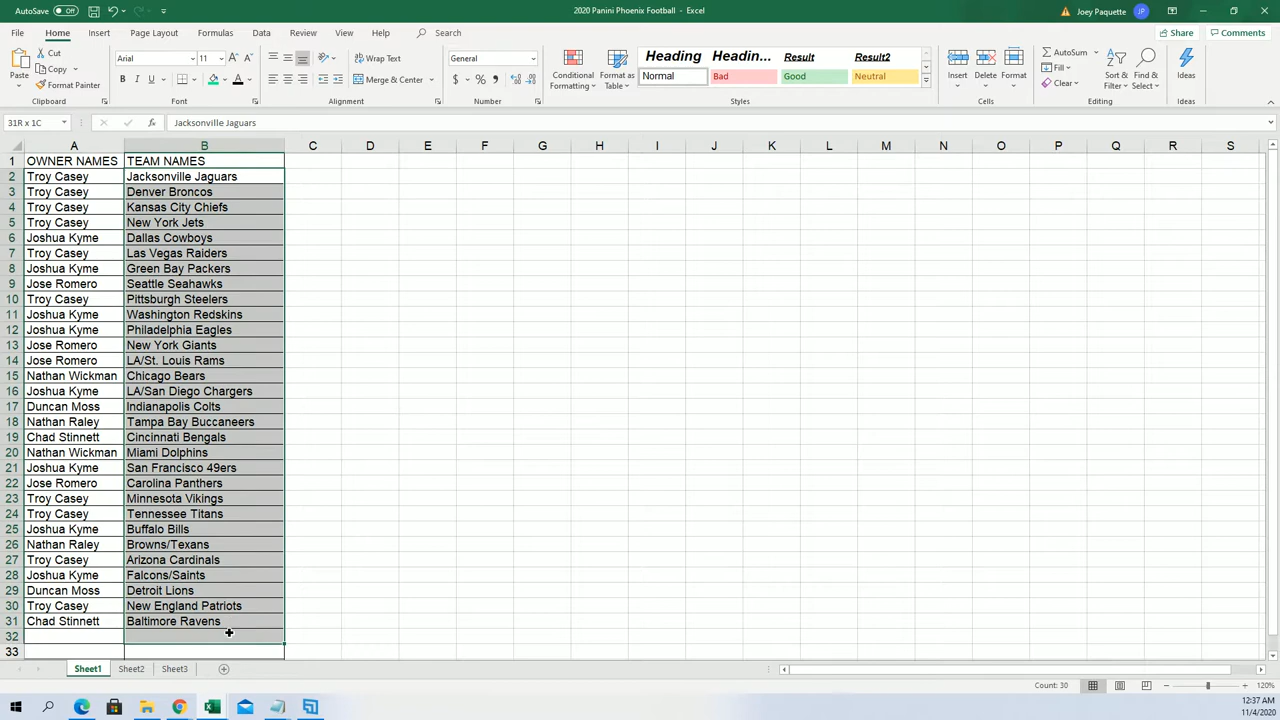 AutoSave Off 2020 Panini Phoenix Football - Excel Joey Paquette JP
File Home Insert Page Layout Formulas Data Review View Help Search Share Comments
Paste Cut Copy Format Painter Clipboard
Arial 11 A A B I U A Font
ab Wrap Text Merge & Center Alignment
General $ % , Number
Conditional Formatting Format as Table
Heading Headin... Result Result2
Normal Bad Good Neutral
Styles
Insert Delete Format Cells
AutoSum Fill Clear Sort & Filter Find & Select Editing
Ideas Ideas
31R x 1C fx Jacksonville Jaguars
A B C D E F G H I J K L M N O P Q R S
1 OWNER NAMES TEAM NAMES
2 Troy Casey Jacksonville Jaguars
3 Troy Casey Denver Broncos
4 Troy Casey Kansas City Chiefs
5 Troy Casey New York Jets
6 Joshua Kyme Dallas Cowboys
7 Troy Casey Las Vegas Raiders
8 Joshua Kyme Green Bay Packers
9 Jose Romero Seattle Seahawks
10 Troy Casey Pittsburgh Steelers
11 Joshua Kyme Washington Redskins
12 Joshua Kyme Philadelphia Eagles
13 Jose Romero New York Giants
14 Jose Romero LA/St. Louis Rams
15 Nathan Wickman Chicago Bears
16 Joshua Kyme LA/San Diego Chargers
17 Duncan Moss Indianapolis Colts
18 Nathan Raley Tampa Bay Buccaneers
19 Chad Stinnett Cincinnati Bengals
20 Nathan Wickman Miami Dolphins
21 Joshua Kyme San Francisco 49ers
22 Jose Romero Carolina Panthers
23 Troy Casey Minnesota Vikings
24 Troy Casey Tennessee Titans
25 Joshua Kyme Buffalo Bills
26 Nathan Raley Browns/Texans
27 Troy Casey Arizona Cardinals
28 Joshua Kyme Falcons/Saints
29 Duncan Moss Detroit Lions
30 Troy Casey New England Patriots
31 Chad Stinnett Baltimore Ravens
32
33
Sheet1 Sheet2 Sheet3
Count: 30 120%
12:37 AM
11/4/2020